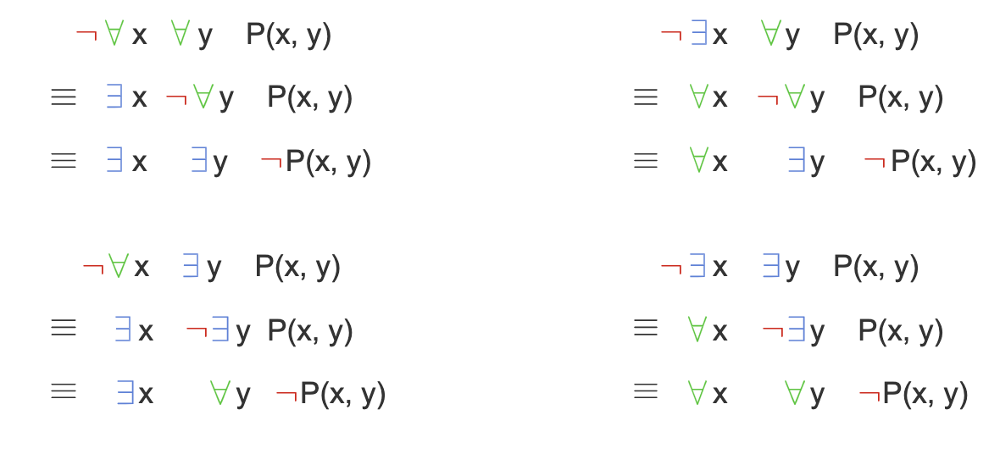 ¬∀x ∀y P(x, y)
≡ ∃x ¬∀y P(x, y)
≡ ∃x ∃y ¬P(x, y)
¬∃x ∀y P(x, y)
≡ ∀x ¬∀y P(x, y)
≡ ∀x ∃y ¬P(x, y)
¬∀x ∃y P(x, y)
≡ ∃x ¬∃y P(x, y)
≡ ∃x ∀y ¬P(x, y)
¬∃x ∃y P(x, y)
≡ ∀x ¬∃y P(x, y)
≡ ∀x ∀y ¬P(x, y)